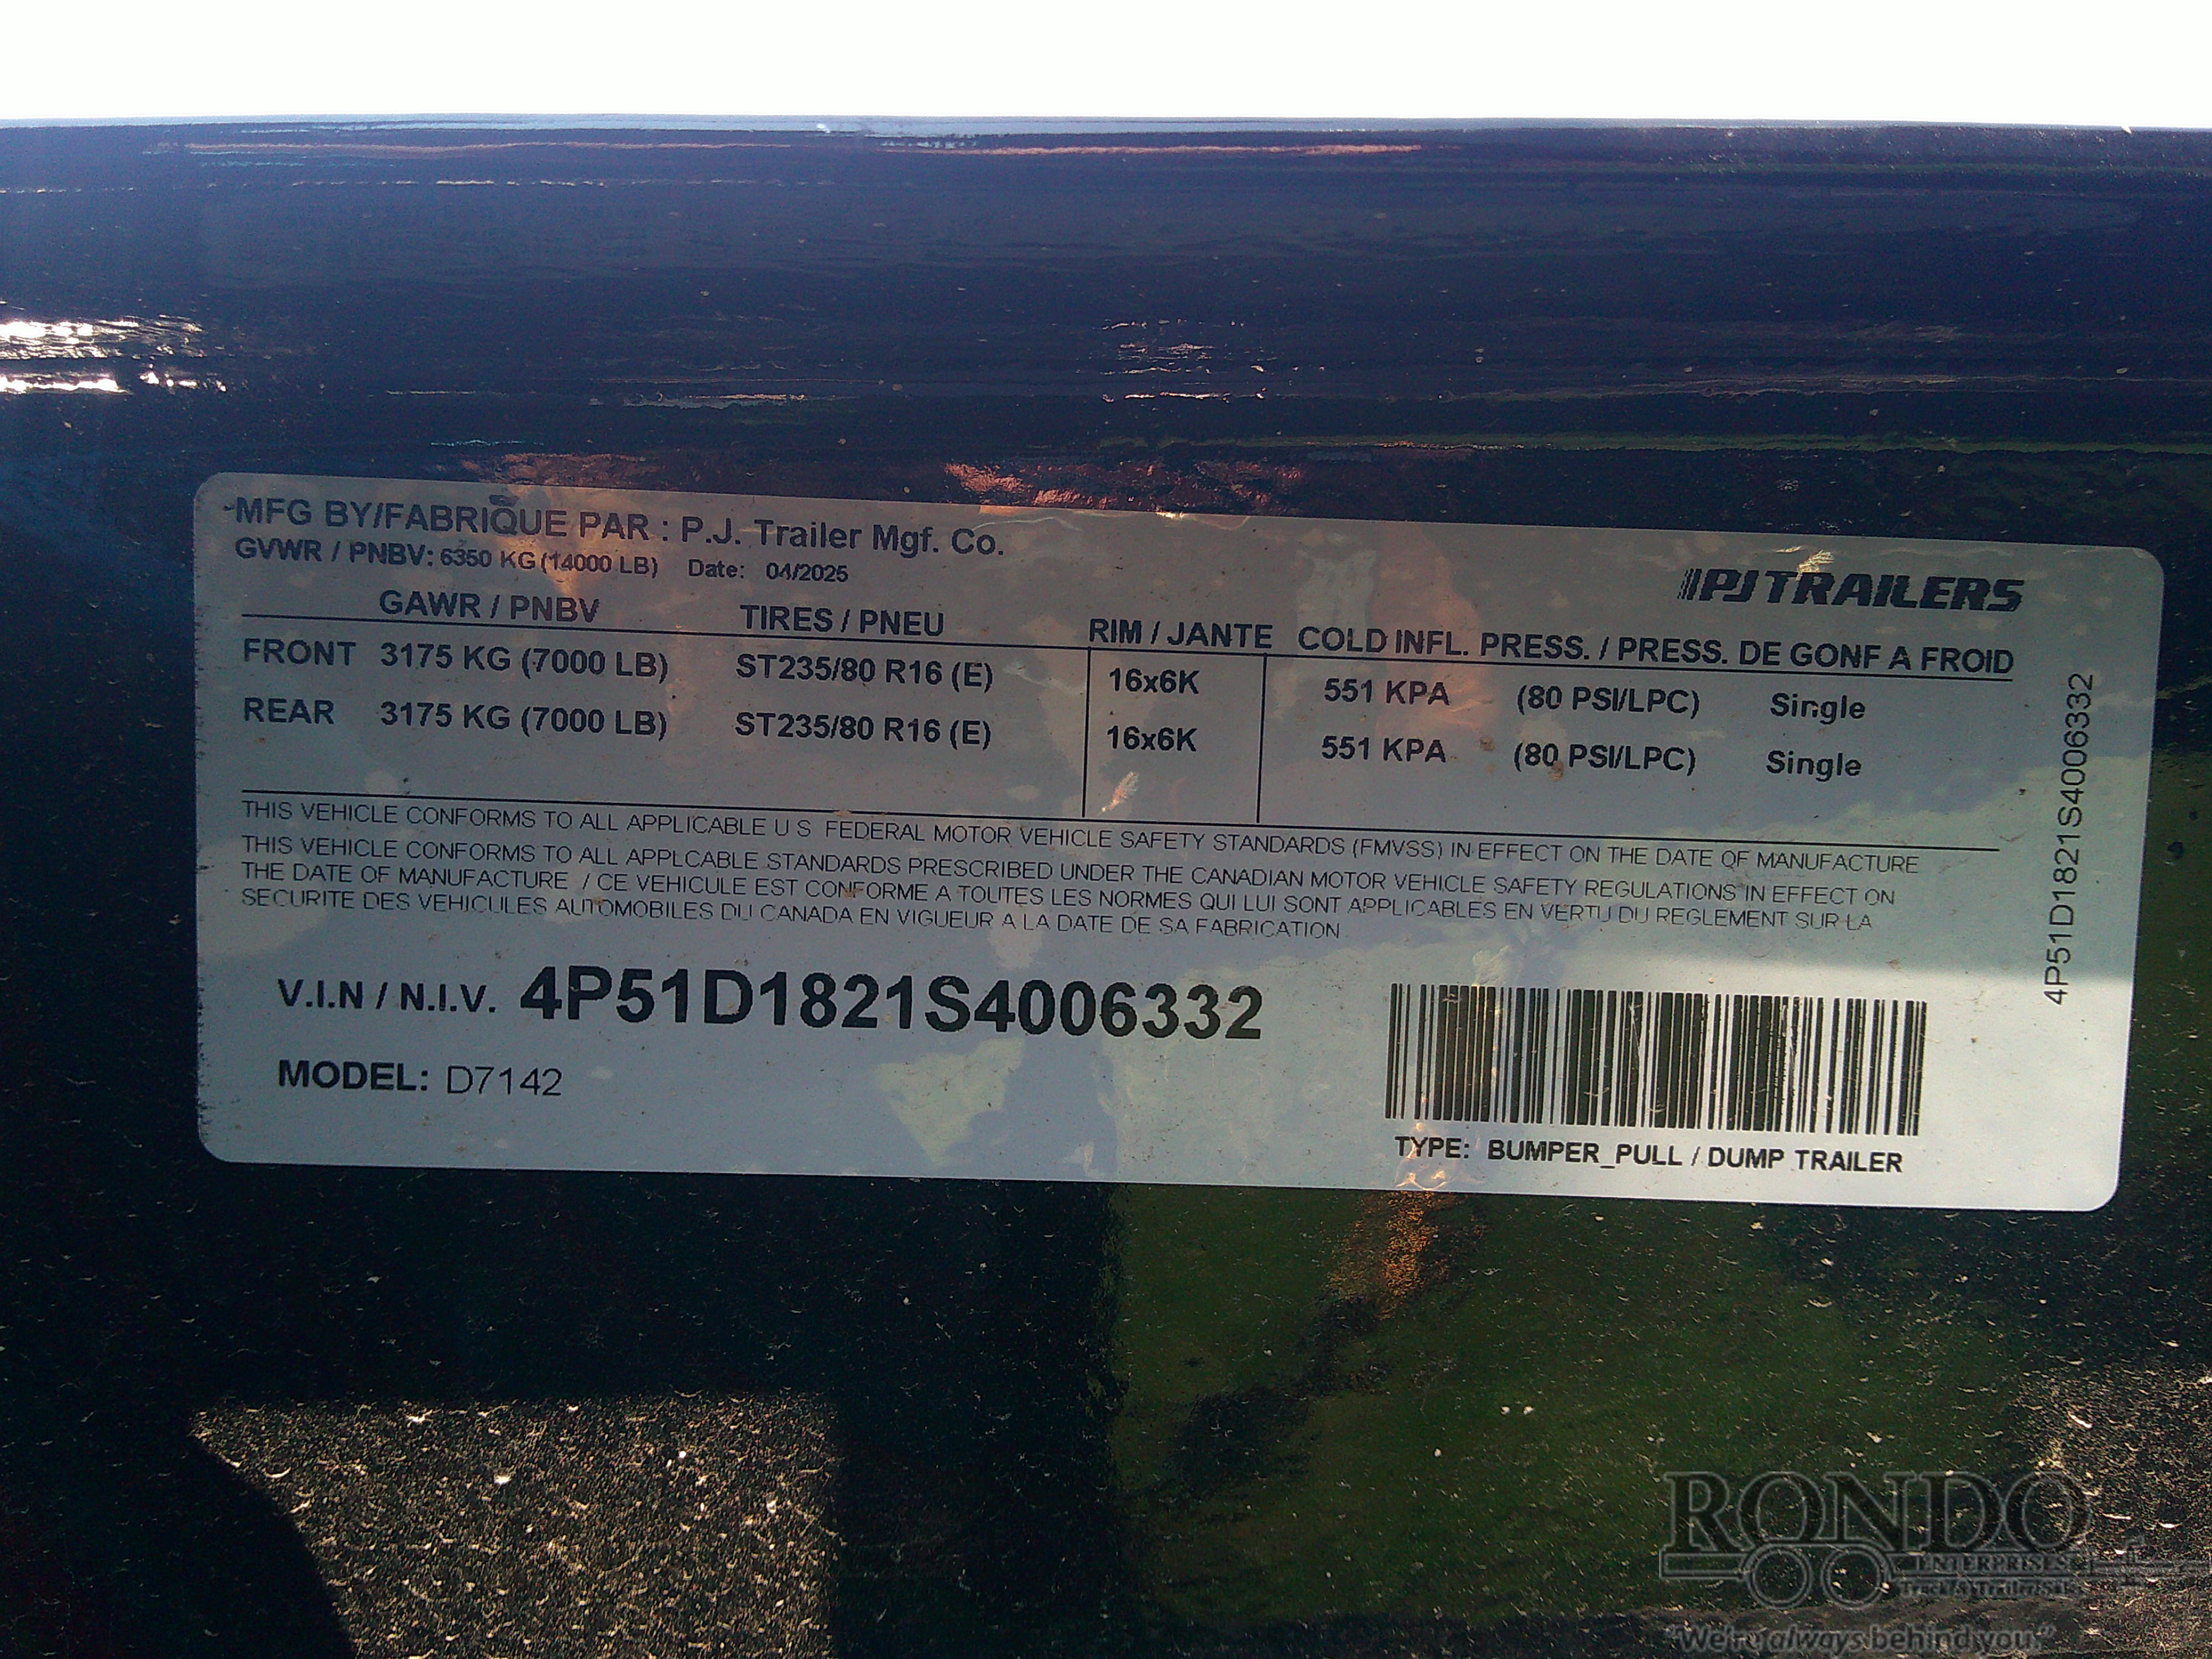 MFG BY/FABRIQUE PAR : P.J. Trailer Mgf. Co.
GVWR / PNBV: 6350 KG (14000 LB) Date: 04/2025
PJTRAILERS
GAWR / PNBV TIRES / PNEU RIM / JANTE COLD INFL. PRESS. / PRESS. DE GONF A FROID
FRONT 3175 KG (7000 LB) ST235/80 R16 (E) 16x6K 551 KPA (80 PSI/LPC) Single
REAR 3175 KG (7000 LB) ST235/80 R16 (E) 16x6K 551 KPA (80 PSI/LPC) Single
THIS VEHICLE CONFORMS TO ALL APPLICABLE U S FEDERAL MOTOR VEHICLE SAFETY STANDARDS (FMVSS) IN EFFECT ON THE DATE OF MANUFACTURE
THIS VEHICLE CONFORMS TO ALL APPLCABLE STANDARDS PRESCRIBED UNDER THE CANADIAN MOTOR VEHICLE SAFETY REGULATIONS IN EFFECT ON
THE DATE OF MANUFACTURE / CE VEHICULE EST CONFORME A TOUTES LES NORMES QUI LUI SONT APPLICABLES EN VERTU DU REGLEMENT SUR LA
SECURITE DES VEHICULES AUTOMOBILES DU CANADA EN VIGUEUR A LA DATE DE SA FABRICATION
V.I.N / N.I.V. 4P51D1821S4006332
MODEL: D7142
TYPE: BUMPER_PULL / DUMP TRAILER
4P51D1821S4006332
RONDO
ENTERPRISES
Truck & Trailer Sales
"We're always behind you."